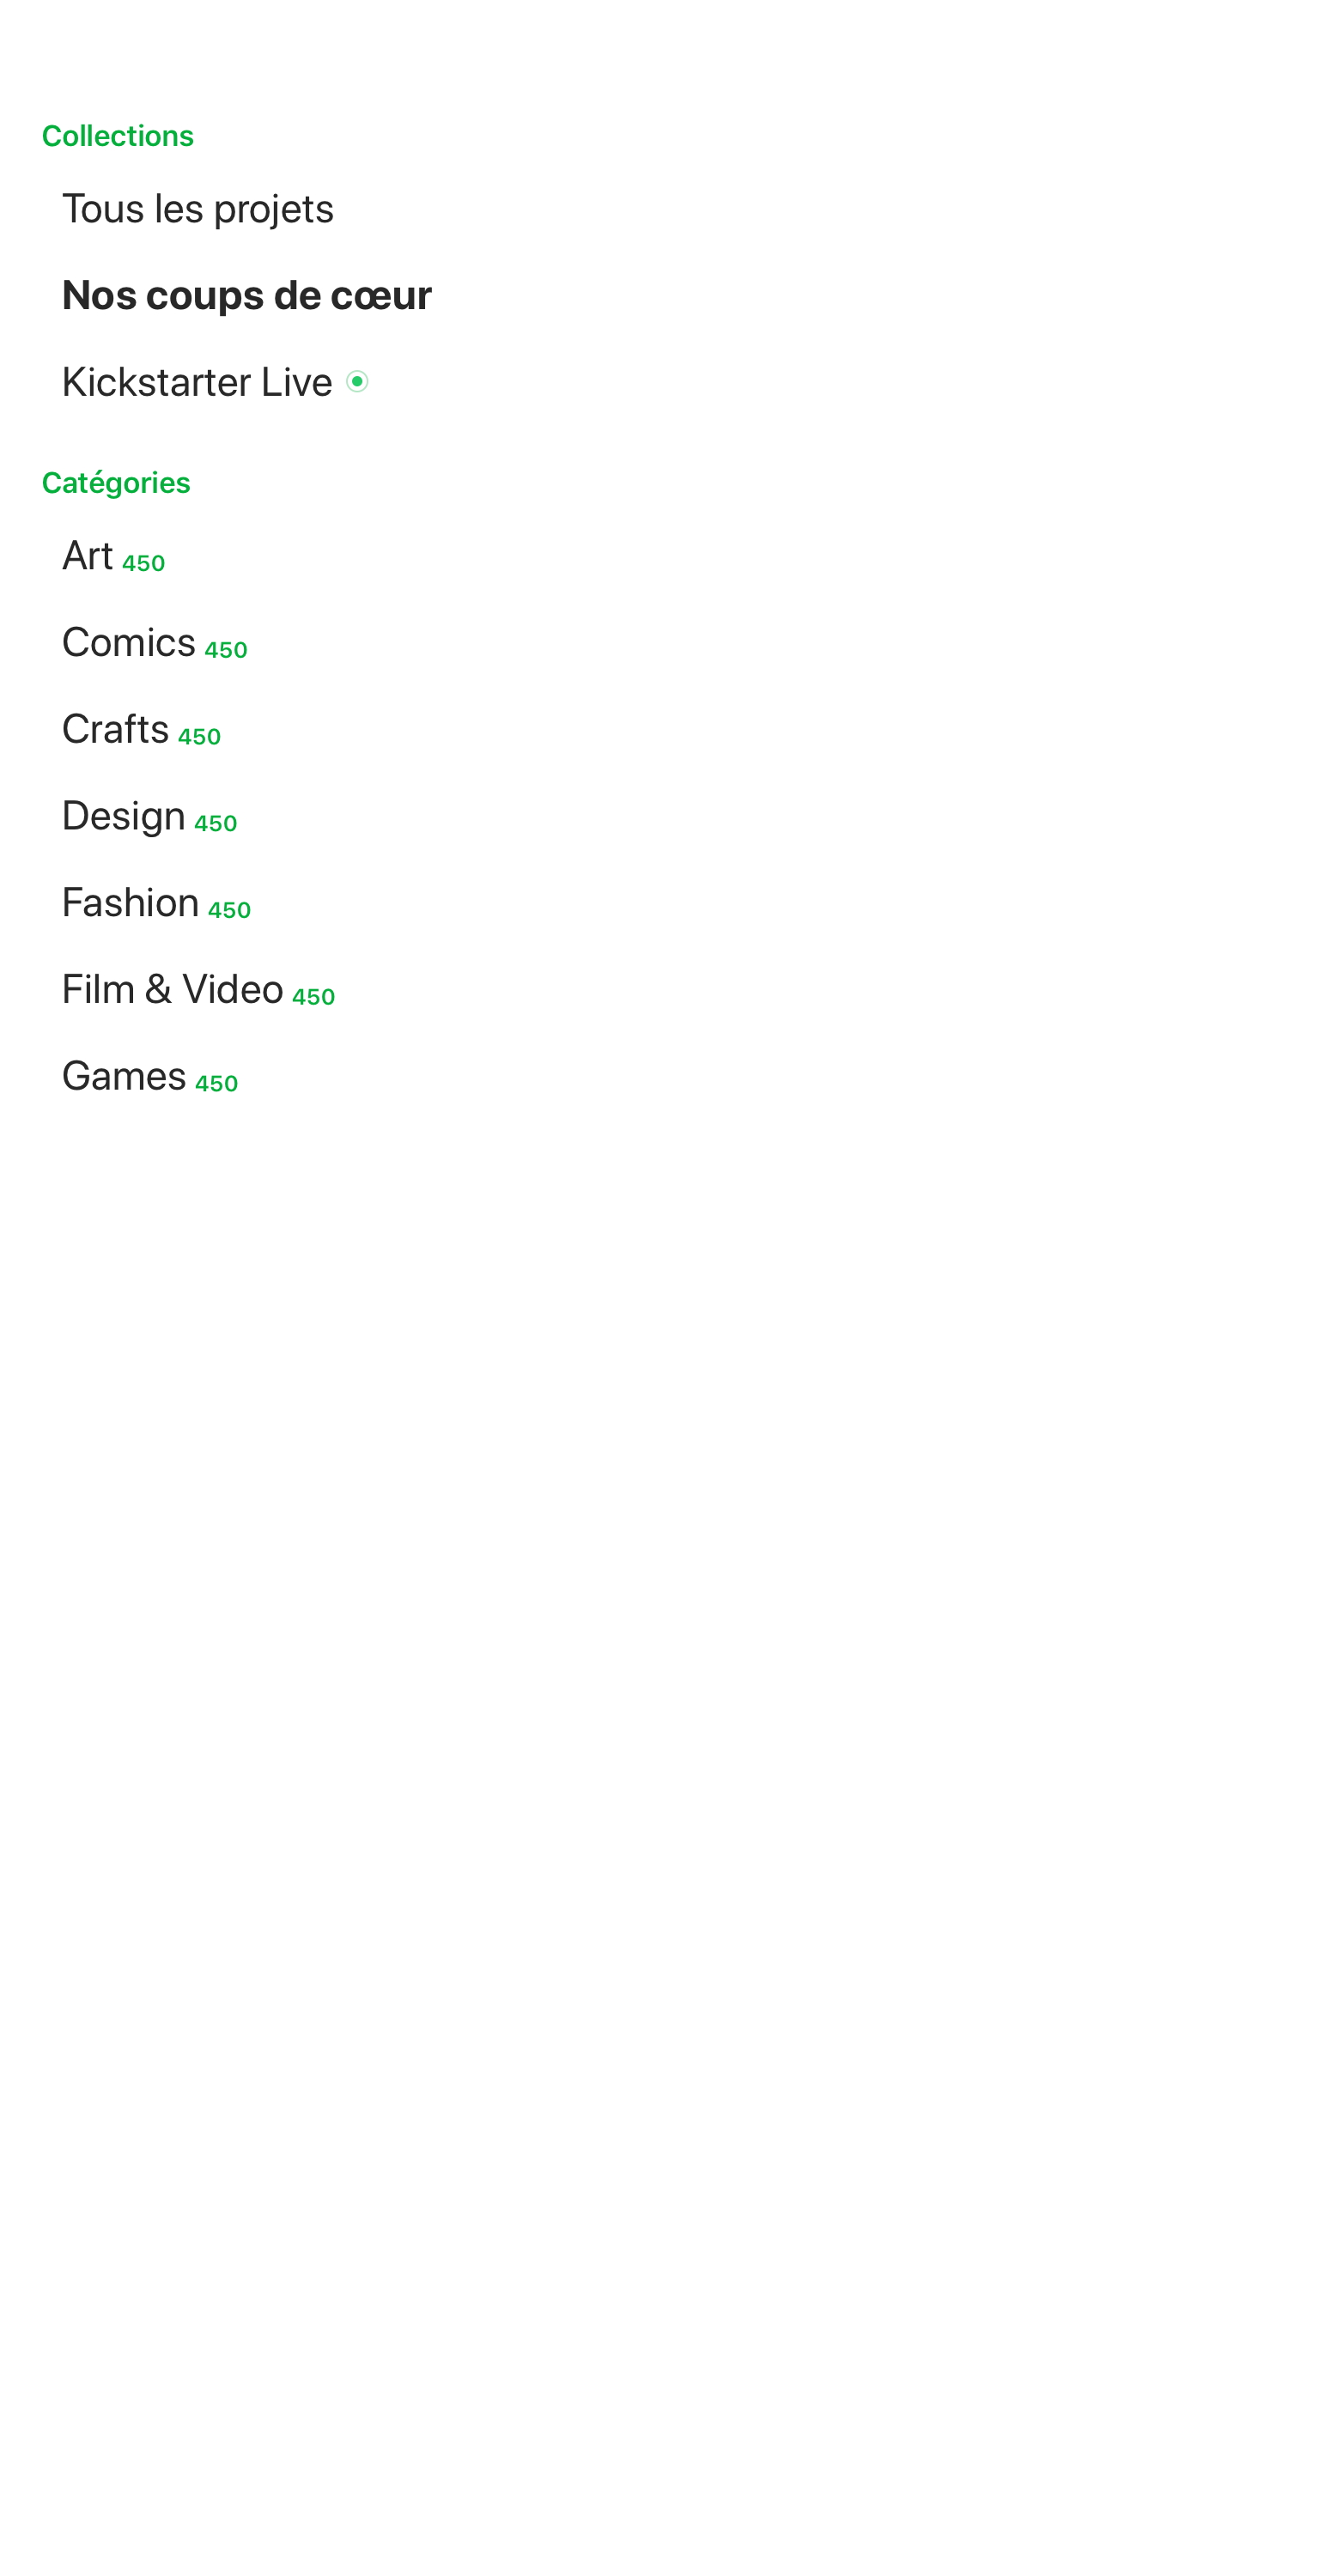 Collections
Tous les projets
Nos coups de cœur
Kickstarter Live
Catégories
Art 450
Comics 450
Crafts 450
Design 450
Fashion 450
Film & Video 450
Games 450